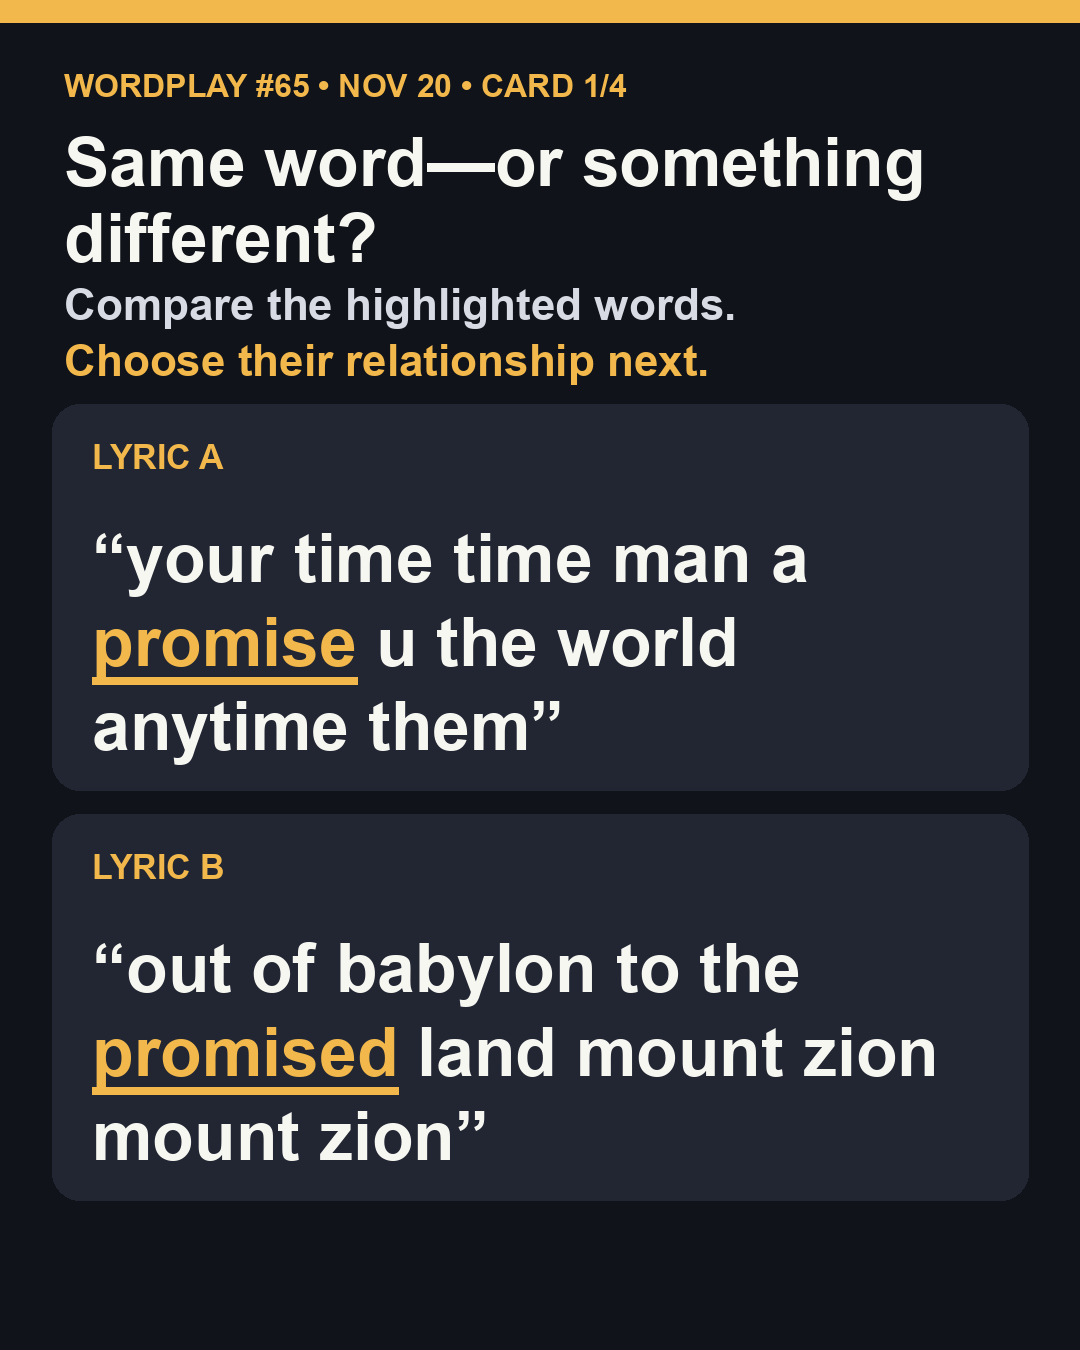 WORDPLAY #65 • NOV 20 • CARD 1/4
Same word—or something
different?
Compare the highlighted words.
Choose their relationship next.
LYRIC A
“your time time man a
promise u the world
anytime them”
LYRIC B
“out of babylon to the
promised land mount zion
mount zion”